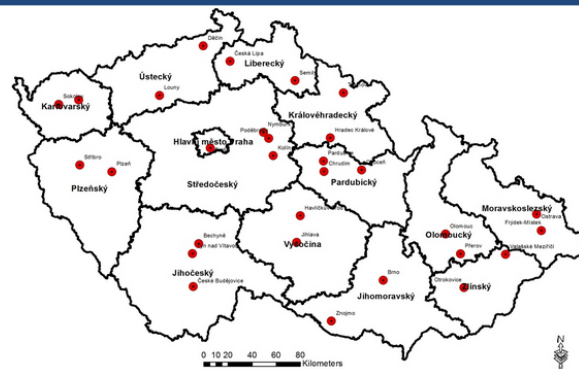 Děčín
Česká Lípa
Liberecký
Ústecký
Semily
Louny
Sokolov
Karlovarský
Královéhradecký
Hradec Králové
Nymburk
Poděbrady
Hlavní město Praha
Kolín
Stříbro
Plzeň
Plzeňský
Středočeský
Pardubice
Chrudim
Pardubický
Moravskoslezský
Ostrava
Frýdek-Místek
Olomouc
Olomoucký
Přerov
Valašské Meziříčí
Jihlava
Vysočina
Bechyně
Týn nad Vltavou
Jihočeský
České Budějovice
Brno
Jihomoravský
Znojmo
Otrokovice
Zlínský
N
0 10 20 40 60 80
Kilometers